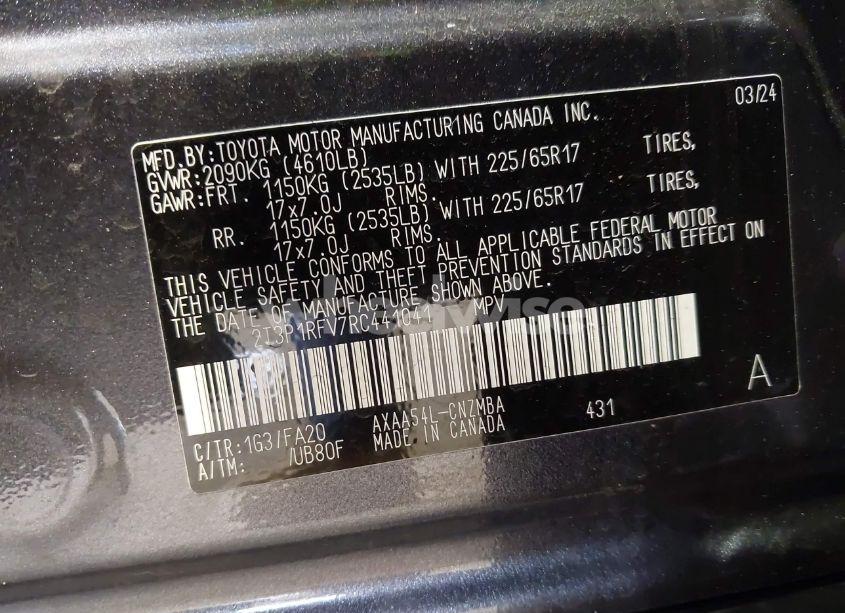 03/24
MFD.BY:TOYOTA MOTOR MANUFACTURING CANADA INC.
GVWR:2090KG (4610LB)
GAWR:FRT. 1150KG (2535LB) WITH 225/65R17 TIRES,
17x7.0J RIMS.
RR. 1150KG (2535LB) WITH 225/65R17 TIRES,
17x7.0J RIMS.
THIS VEHICLE CONFORMS TO ALL APPLICABLE FEDERAL MOTOR
VEHICLE SAFETY AND THEFT PREVENTION STANDARDS IN EFFECT ON
THE DATE OF MANUFACTURE SHOWN ABOVE.
2T3P1RFV7RC441041 MPV
C/TR:1G3/FA20 AXAA54L-CNZMBA 431 A
A/TM: /UB80F MADE IN CANADA